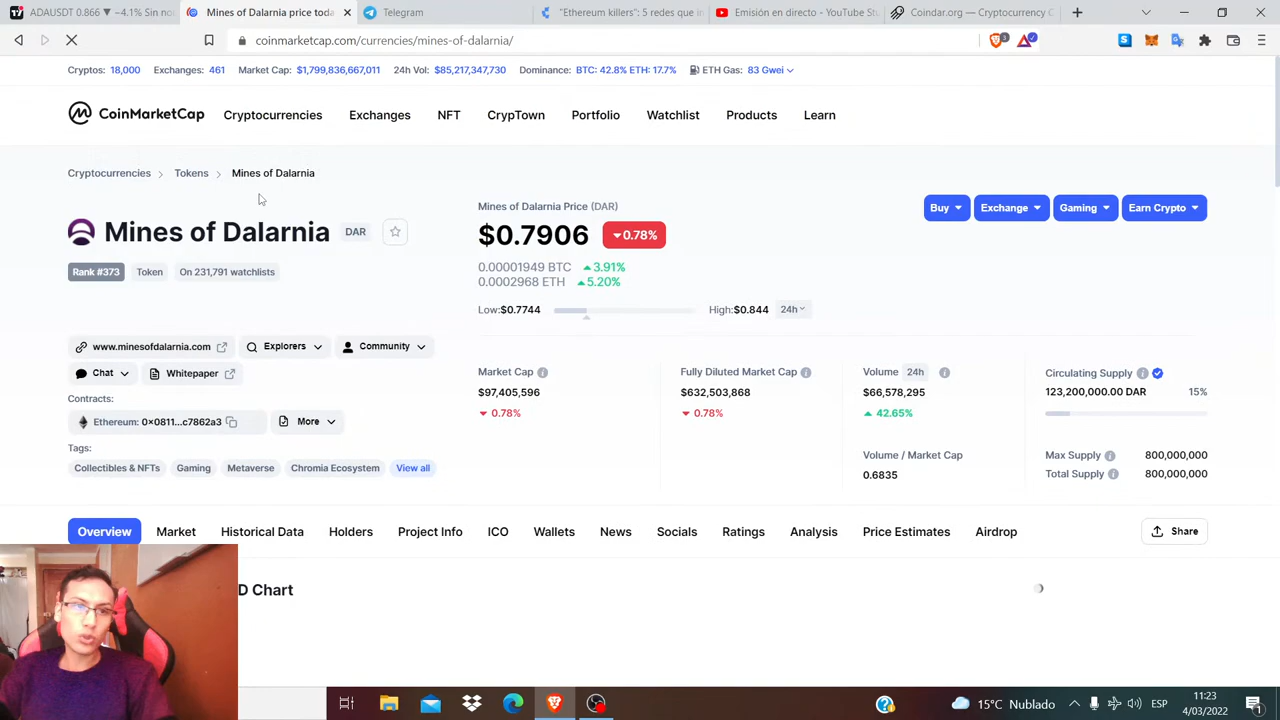 ADAUSDT 0.866 ▼ −4.1% Sin no
Mines of Dalarnia price toda
Telegram
"Ethereum killers": 5 redes que in
Emisión en directo - YouTube Stu
Coindar.org — Cryptocurrency C
coinmarketcap.com/currencies/mines-of-dalarnia/
Cryptos: 18,000 Exchanges: 461 Market Cap: $1,799,836,667,011 24h Vol: $85,217,347,730 Dominance: BTC: 42.8% ETH: 17.7% ETH Gas: 83 Gwei
CoinMarketCap Cryptocurrencies Exchanges NFT CrypTown Portfolio Watchlist Products Learn
Cryptocurrencies > Tokens > Mines of Dalarnia
Mines of Dalarnia DAR
Rank #373 Token On 231,791 watchlists
www.minesofdalarnia.com Explorers Community
Chat Whitepaper
Contracts:
Ethereum: 0x0811...c7862a3 More
Tags:
Collectibles & NFTs Gaming Metaverse Chromia Ecosystem View all
Mines of Dalarnia Price (DAR)
$0.7906 ▼0.78%
0.00001949 BTC ▲3.91%
0.0002968 ETH ▲5.20%
Low:$0.7744 High:$0.844 24h
Buy Exchange Gaming Earn Crypto
Market Cap
$97,405,596
▼ 0.78%
Fully Diluted Market Cap
$632,503,868
▼ 0.78%
Volume 24h
$66,578,295
▲ 42.65%
Volume / Market Cap
0.6835
Circulating Supply
123,200,000.00 DAR 15%
Max Supply 800,000,000
Total Supply 800,000,000
Overview Market Historical Data Holders Project Info ICO Wallets News Socials Ratings Analysis Price Estimates Airdrop Share
D Chart
15°C Nublado ESP 11:23
4/03/2022